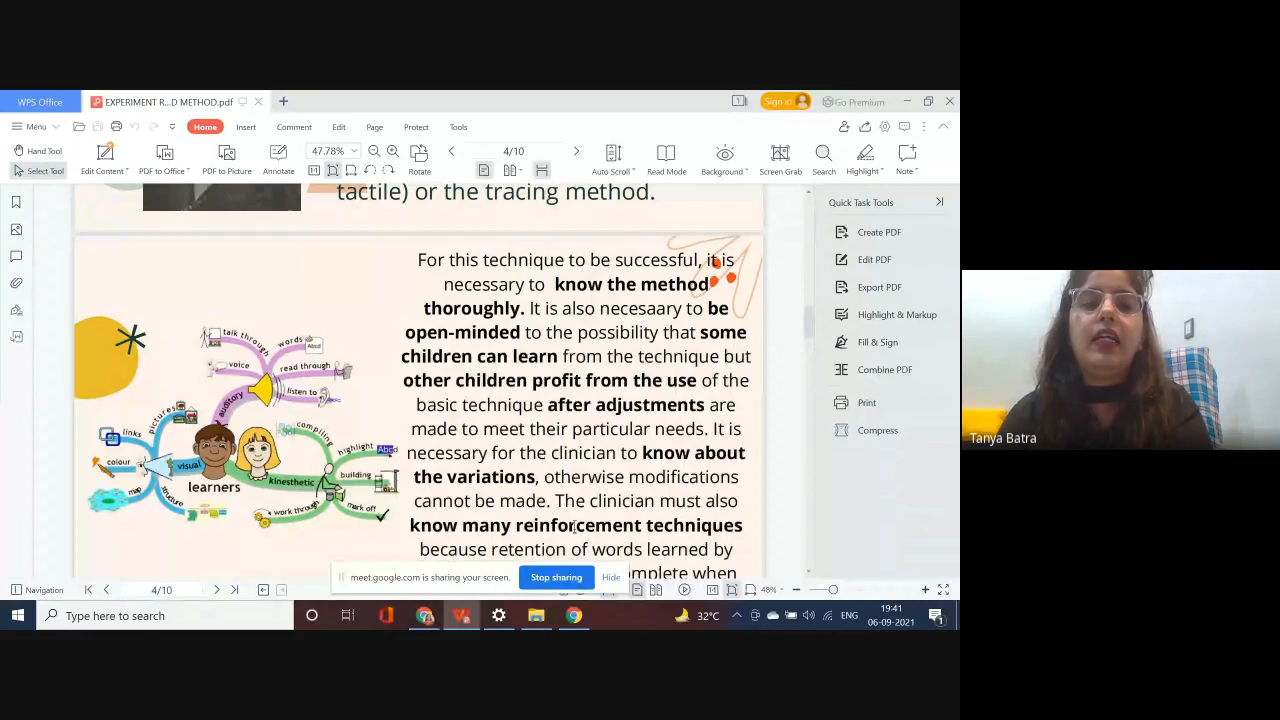 WPS Office
EXPERIMENT R...D METHOD.pdf
Sign in
Go Premium
Menu
Home
Insert
Comment
Edit
Page
Protect
Tools
Hand Tool
Select Tool
Edit Content
PDF to Office
PDF to Picture
Annotate
47.78%
Rotate
4/10
Auto Scroll
Read Mode
Background
Screen Grab
Search
Highlight
Note
tactile) or the tracing method.
For this technique to be successful, it is
necessary to know the method
thoroughly. It is also necesaary to be
open-minded to the possibility that some
children can learn from the technique but
other children profit from the use of the
basic technique after adjustments are
made to meet their particular needs. It is
necessary for the clinician to know about
the variations, otherwise modifications
cannot be made. The clinician must also
know many reinforcement techniques
because retention of words learned by
mplete when
talk through
words
Abcd
voice
read through
listen to
auditory
pictures
links
colour
map
structure
visual
learners
kinesthetic
compiling
highlight
Abcd
building
mark off
work through
Quick Task Tools
Create PDF
Edit PDF
Export PDF
Highlight & Markup
Fill & Sign
Combine PDF
Print
Compress
meet.google.com is sharing your screen.
Stop sharing
Hide
Navigation
4/10
48%
Type here to search
32°C
ENG
19:41
06-09-2021
1
Tanya Batra